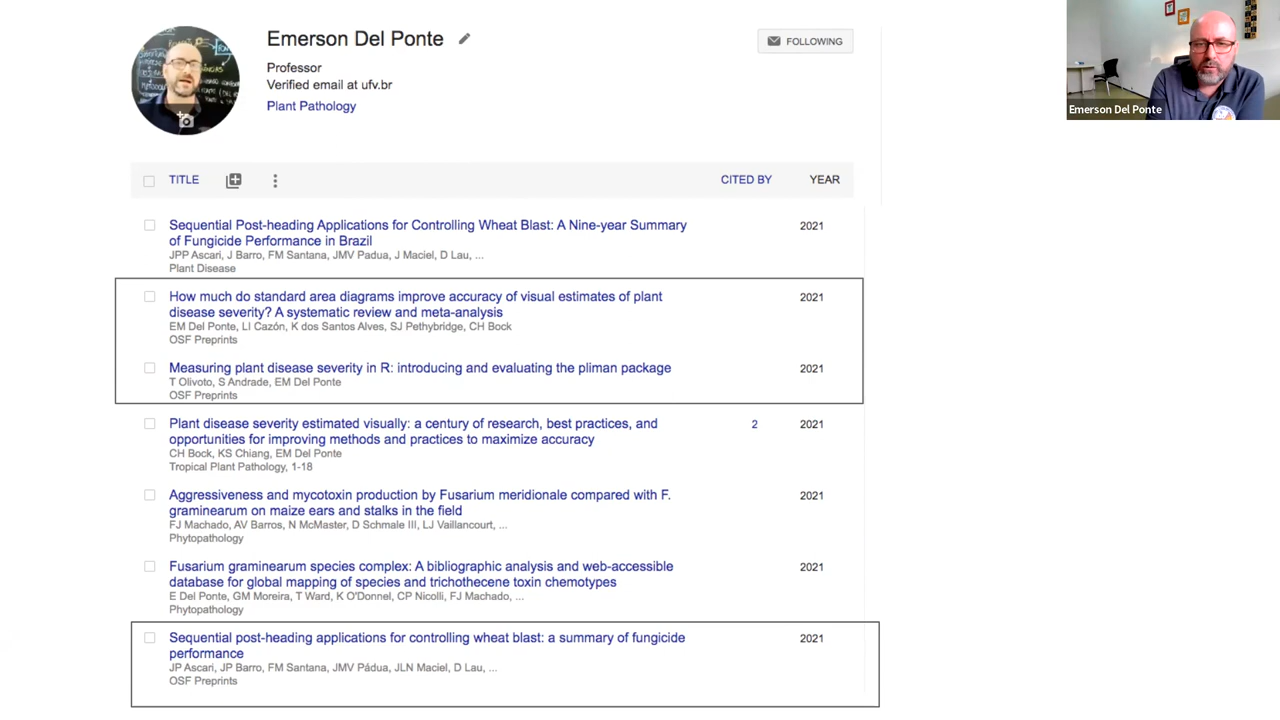 Emerson Del Ponte
FOLLOWING
Professor
Verified email at ufv.br
Plant Pathology
Emerson Del Ponte
TITLE CITED BY YEAR
Sequential Post-heading Applications for Controlling Wheat Blast: A Nine-year Summary 2021
of Fungicide Performance in Brazil
JPP Ascari, J Barro, FM Santana, JMV Padua, J Maciel, D Lau, ...
Plant Disease
How much do standard area diagrams improve accuracy of visual estimates of plant 2021
disease severity? A systematic review and meta-analysis
EM Del Ponte, LI Cazón, K dos Santos Alves, SJ Pethybridge, CH Bock
OSF Preprints
Measuring plant disease severity in R: introducing and evaluating the pliman package 2021
T Olivoto, S Andrade, EM Del Ponte
OSF Preprints
Plant disease severity estimated visually: a century of research, best practices, and 2 2021
opportunities for improving methods and practices to maximize accuracy
CH Bock, KS Chiang, EM Del Ponte
Tropical Plant Pathology, 1-18
Aggressiveness and mycotoxin production by Fusarium meridionale compared with F. 2021
graminearum on maize ears and stalks in the field
FJ Machado, AV Barros, N McMaster, D Schmale III, LJ Vaillancourt, ...
Phytopathology
Fusarium graminearum species complex: A bibliographic analysis and web-accessible 2021
database for global mapping of species and trichothecene toxin chemotypes
E Del Ponte, GM Moreira, T Ward, K O'Donnel, CP Nicolli, FJ Machado, ...
Phytopathology
Sequential post-heading applications for controlling wheat blast: a summary of fungicide 2021
performance
JP Ascari, JP Barro, FM Santana, JMV Pádua, JLN Maciel, D Lau, ...
OSF Preprints